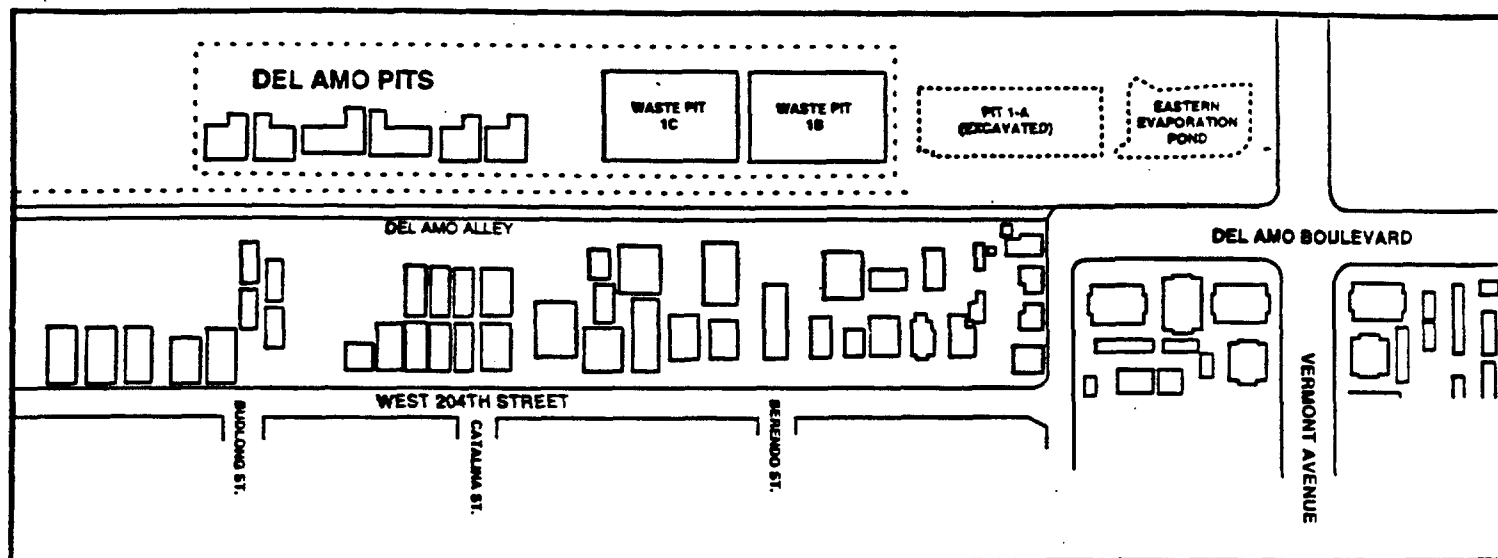 DEL AMO PITS
WASTE PIT
1C
WASTE PIT
1B
PIT 1-A
(EXCAVATED)
EASTERN
EVAPORATION
POND
DEL AMO ALLEY
DEL AMO BOULEVARD
WEST 204TH STREET
BUDLONG ST.
CATALINA ST.
BERENDO ST.
VERMONT AVENUE